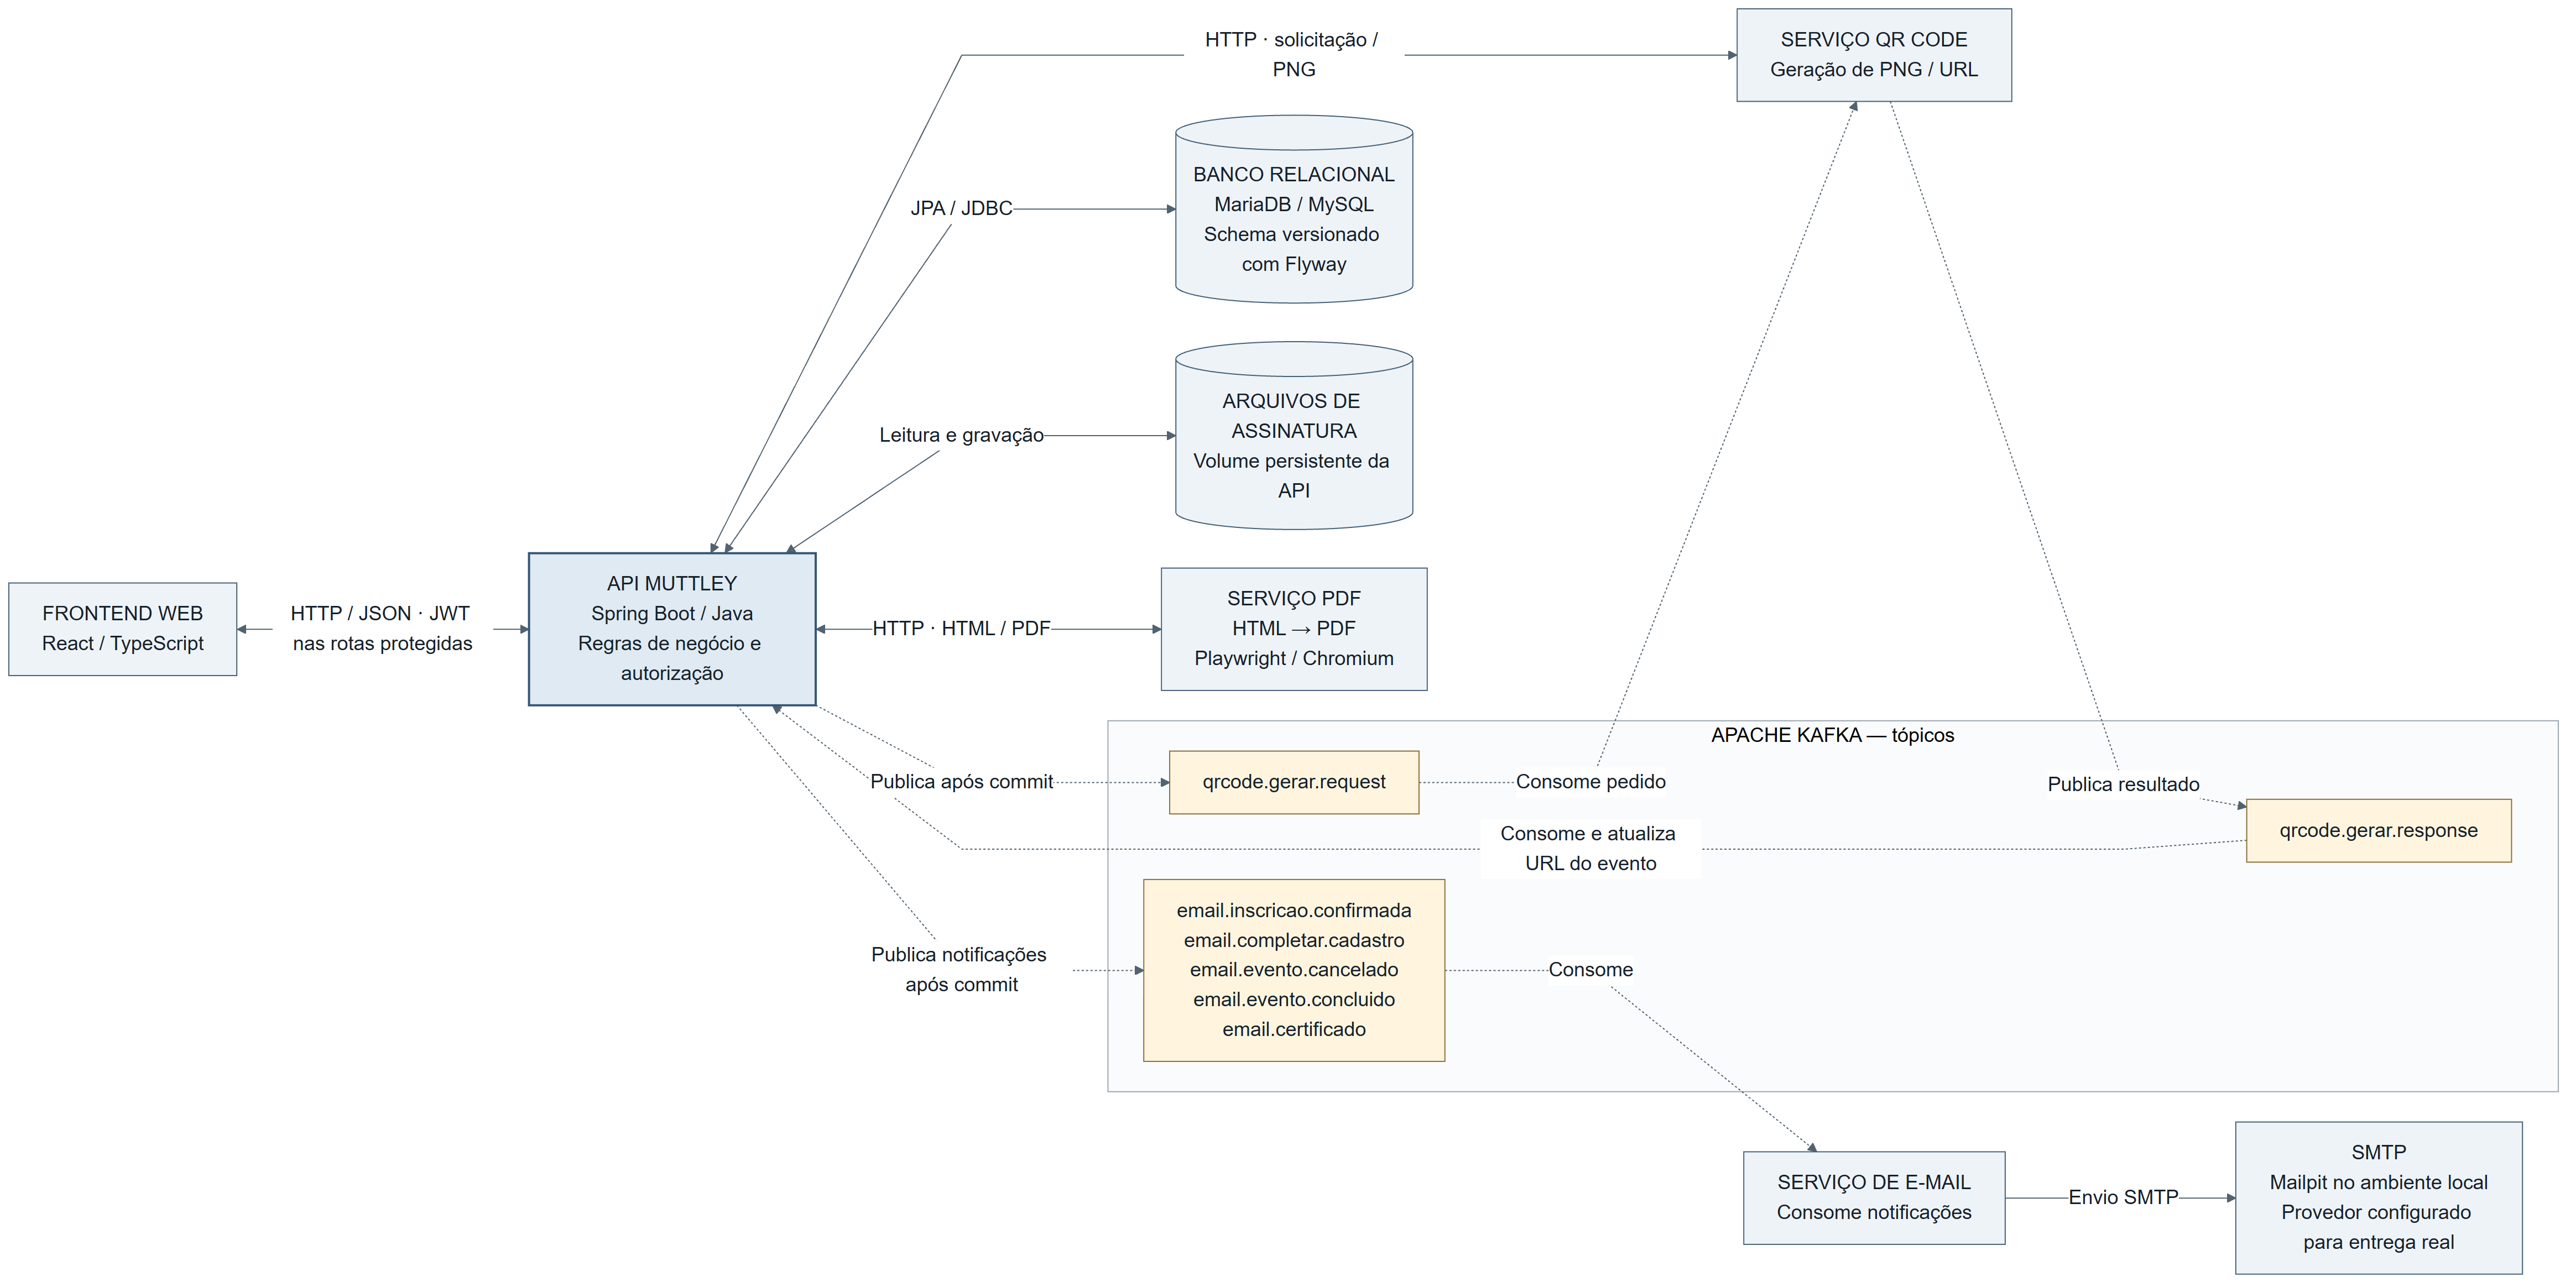 HTTP · solicitação /
PNG
SERVIÇO QR CODE
Geração de PNG / URL
BANCO RELACIONAL
MariaDB / MySQL
Schema versionado
com Flyway
JPA / JDBC
ARQUIVOS DE
ASSINATURA
Volume persistente da
API
Leitura e gravação
FRONTEND WEB
React / TypeScript
HTTP / JSON · JWT
nas rotas protegidas
API MUTTLEY
Spring Boot / Java
Regras de negócio e
autorização
HTTP · HTML / PDF
SERVIÇO PDF
HTML → PDF
Playwright / Chromium
APACHE KAFKA — tópicos
Publica após commit
qrcode.gerar.request
Consome pedido
Publica resultado
qrcode.gerar.response
Consome e atualiza
URL do evento
Publica notificações
após commit
email.inscricao.confirmada
email.completar.cadastro
email.evento.cancelado
email.evento.concluido
email.certificado
Consome
SERVIÇO DE E-MAIL
Consome notificações
Envio SMTP
SMTP
Mailpit no ambiente local
Provedor configurado
para entrega real